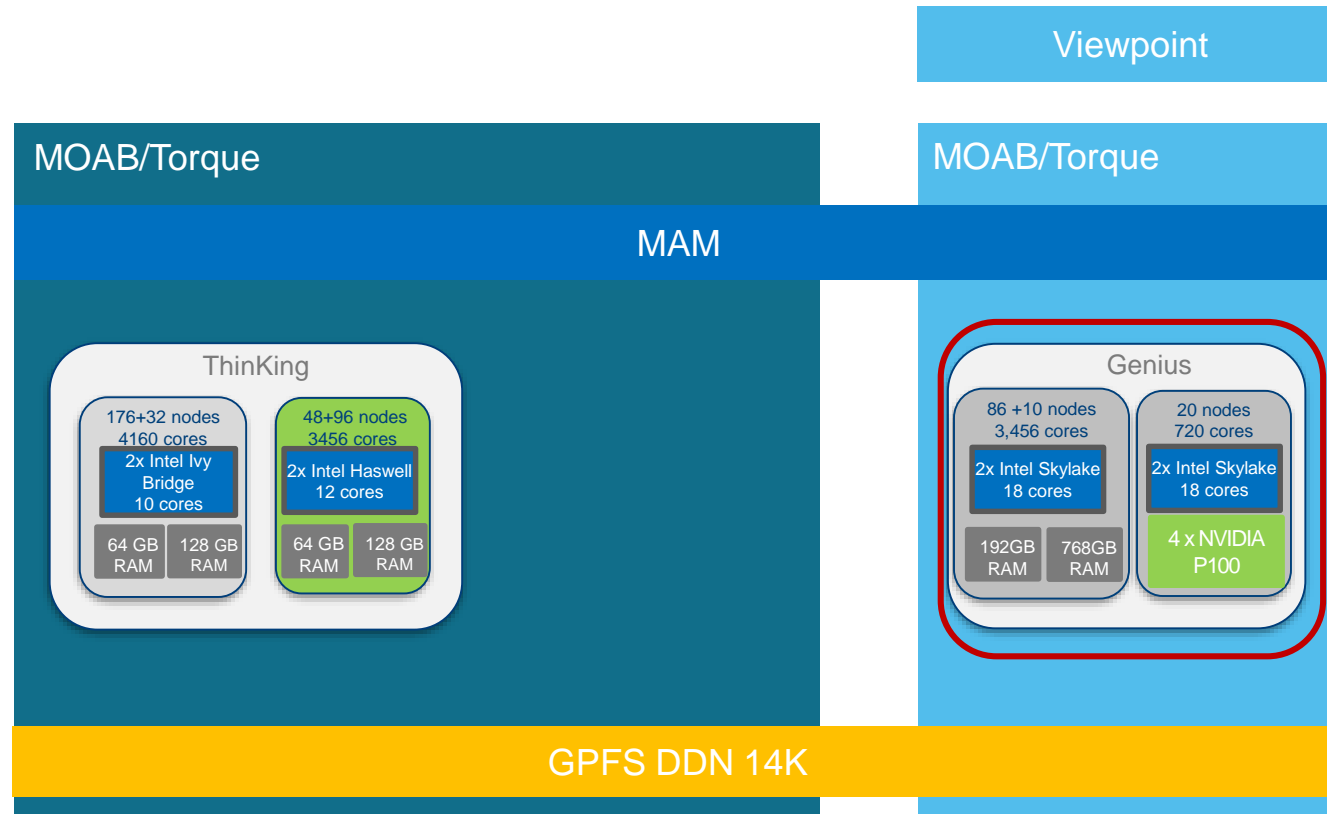 Viewpoint
MOAB/Torque
MOAB/Torque
MAM
ThinKing
176+32 nodes
4160 cores
2x Intel Ivy
Bridge
10 cores
64 GB
RAM
128 GB
RAM
48+96 nodes
3456 cores
2x Intel Haswell
12 cores
64 GB
RAM
128 GB
RAM
Genius
86 +10 nodes
3,456 cores
2x Intel Skylake
18 cores
192GB
RAM
768GB
RAM
20 nodes
720 cores
2x Intel Skylake
18 cores
4 x NVIDIA
P100
GPFS DDN 14K